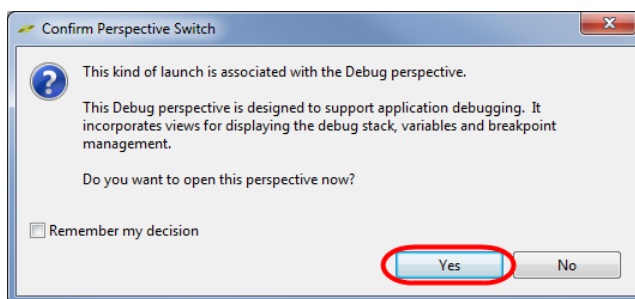 Confirm Perspective Switch
This kind of launch is associated with the Debug perspective.
This Debug perspective is designed to support application debugging. It
incorporates views for displaying the debug stack, variables and breakpoint
management.
Do you want to open this perspective now?
Remember my decision
Yes
No